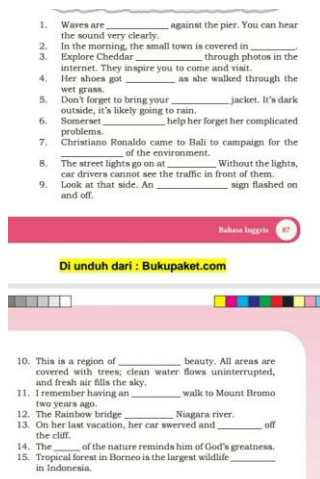 1. Waves are ____________ against the pier. You can hear
the sound very clearly.
2. In the morning, the small town is covered in _________.
3. Explore Cheddar _____________ through photos in the
internet. They inspire you to come and visit.
4. Her shoes got __________ as she walked through the
wet grass.
5. Don't forget to bring your ___________ jacket. It's dark
outside, it's likely going to rain.
6. Somerset ____________ help her forget her complicated
problems.
7. Christiano Ronaldo came to Bali to campaign for the
____________ of the environment.
8. The street lights go on at _________ Without the lights,
car drivers cannot see the traffic in front of them.
9. Look at that side. An _____________ sign flashed on
and off.
Bahasa Inggris 87
Di unduh dari : Bukupaket.com
10. This is a region of ___________ beauty. All areas are
covered with trees; clean water flows uninterrupted,
and fresh air fills the sky.
11. I remember having an _________ walk to Mount Bromo
two years ago.
12. The Rainbow bridge _________ Niagara river.
13. On her last vacation, her car swerved and ________ off
the cliff.
14. The _____ of the nature reminds him of God's greatness.
15. Tropical forest in Borneo is the largest wildlife ________
in Indonesia.